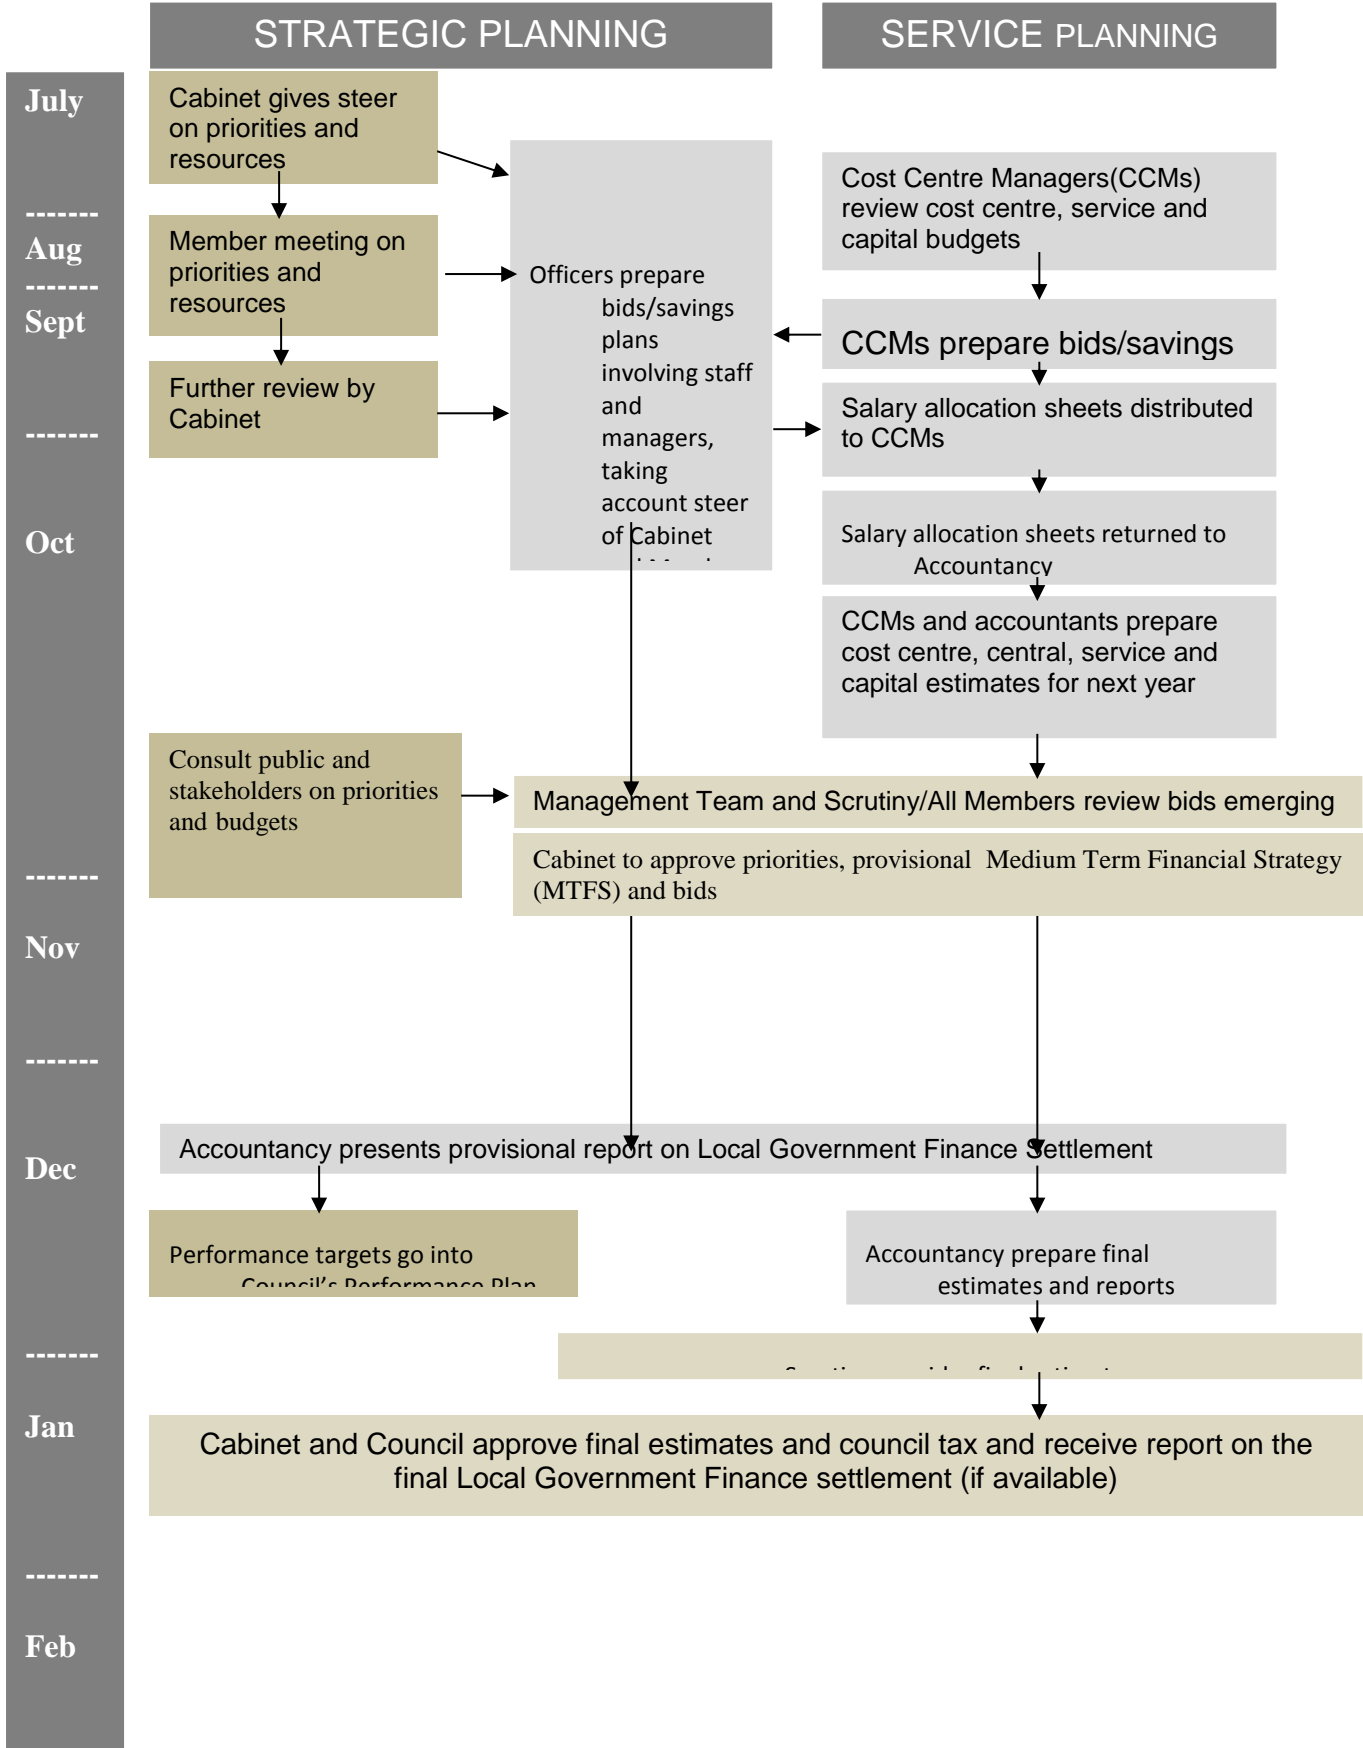 STRATEGIC PLANNING
SERVICE PLANNING
July
-------
Aug
-------
Sept
-------
Oct
-------
Nov
-------
Dec
-------
Jan
-------
Feb
Cabinet gives steer
on priorities and
resources
Member meeting on
priorities and
resources
Further review by
Cabinet
Officers prepare
bids/savings
plans
involving staff
and
managers,
taking
account steer
of Cabinet
Cost Centre Managers(CCMs)
review cost centre, service and
capital budgets
CCMs prepare bids/savings
Salary allocation sheets distributed
to CCMs
Salary allocation sheets returned to
Accountancy
CCMs and accountants prepare
cost centre, central, service and
capital estimates for next year
Consult public and
stakeholders on priorities
and budgets
Management Team and Scrutiny/All Members review bids emerging
Cabinet to approve priorities, provisional Medium Term Financial Strategy
(MTFS) and bids
Accountancy presents provisional report on Local Government Finance Settlement
Performance targets go into
Council's Performance Plan
Accountancy prepare final
estimates and reports
Cabinet and Council approve final estimates and council tax and receive report on the
final Local Government Finance settlement (if available)